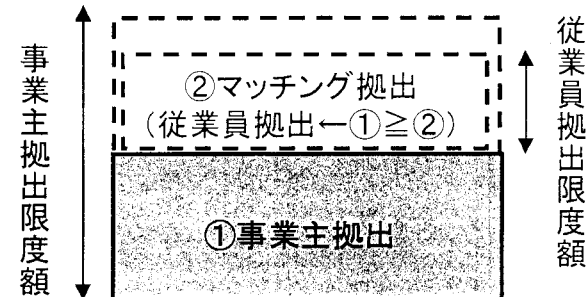 事業主拠出限度額
②マッチング拠出
(従業員拠出←①≧②)
①事業主拠出
従業員拠出限度額